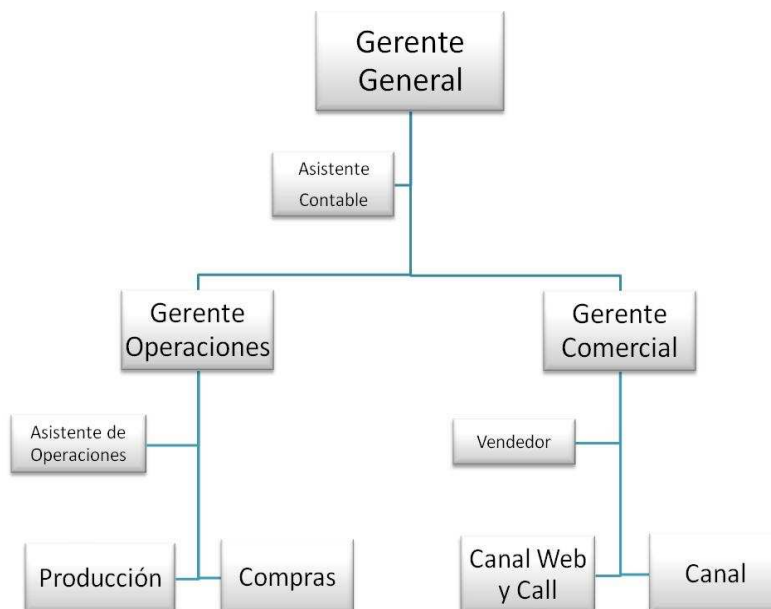 Gerente
General
Asistente
Contable
Gerente
Operaciones
Gerente
Comercial
Asistente de
Operaciones
Vendedor
Producción
Compras
Canal Web
y Call
Canal